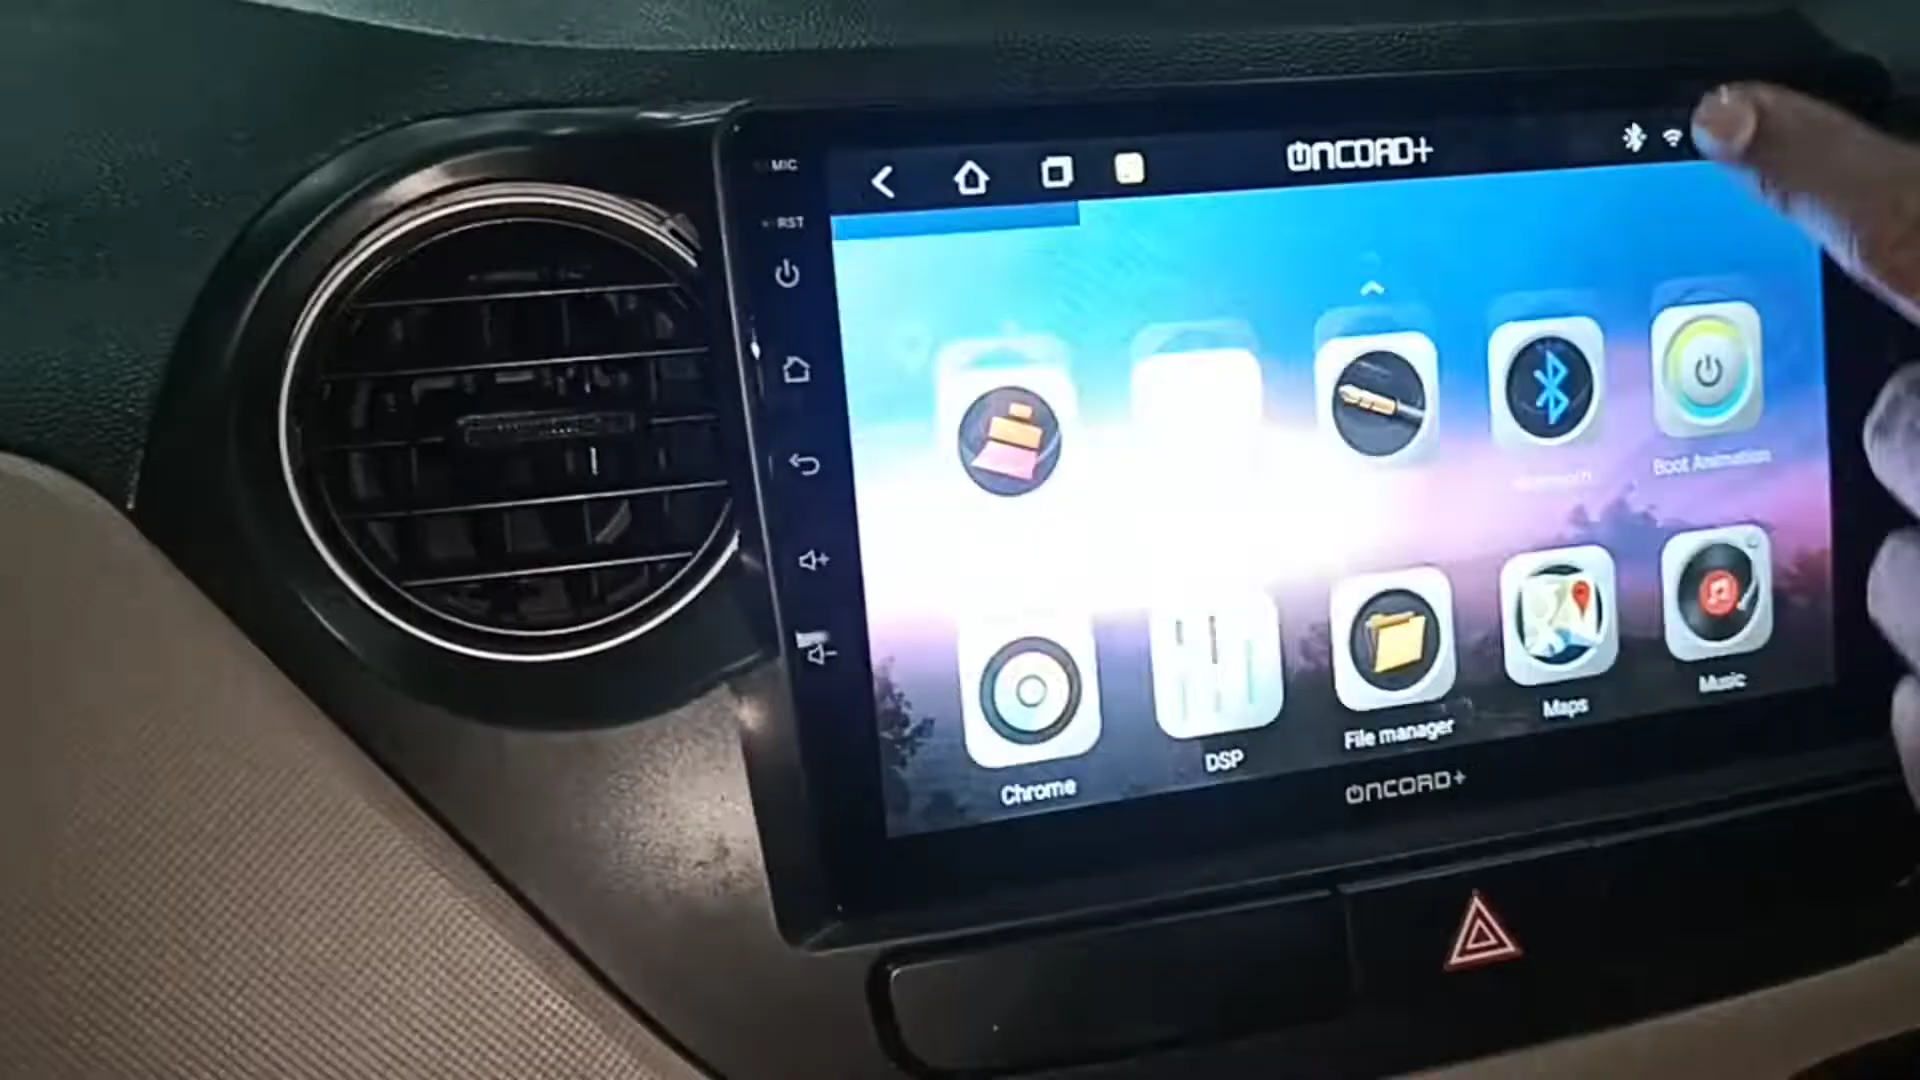 MIC
ONCORD+
RST
Boot Animation
Music
Maps
File manager
DSP
Chrome
ONCORD+